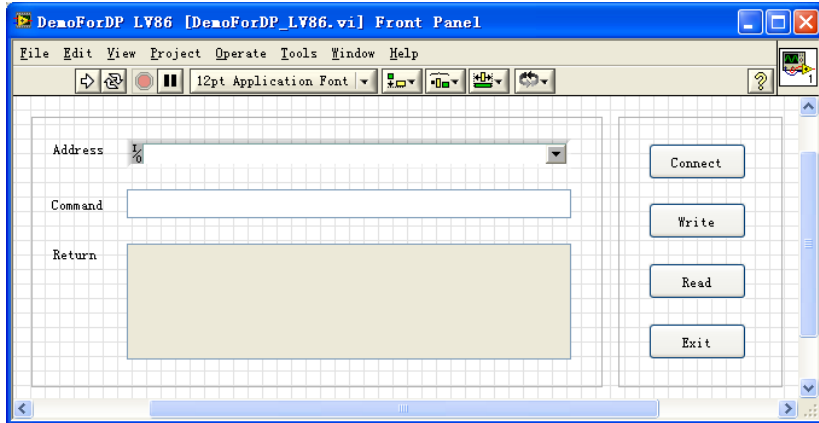 DemoForDP LV86 [DemoForDP_LV86.vi] Front Panel
File Edit View Project Operate Tools Window Help
12pt Application Font
1
Address
I/O
Command
Return
Connect
Write
Read
Exit